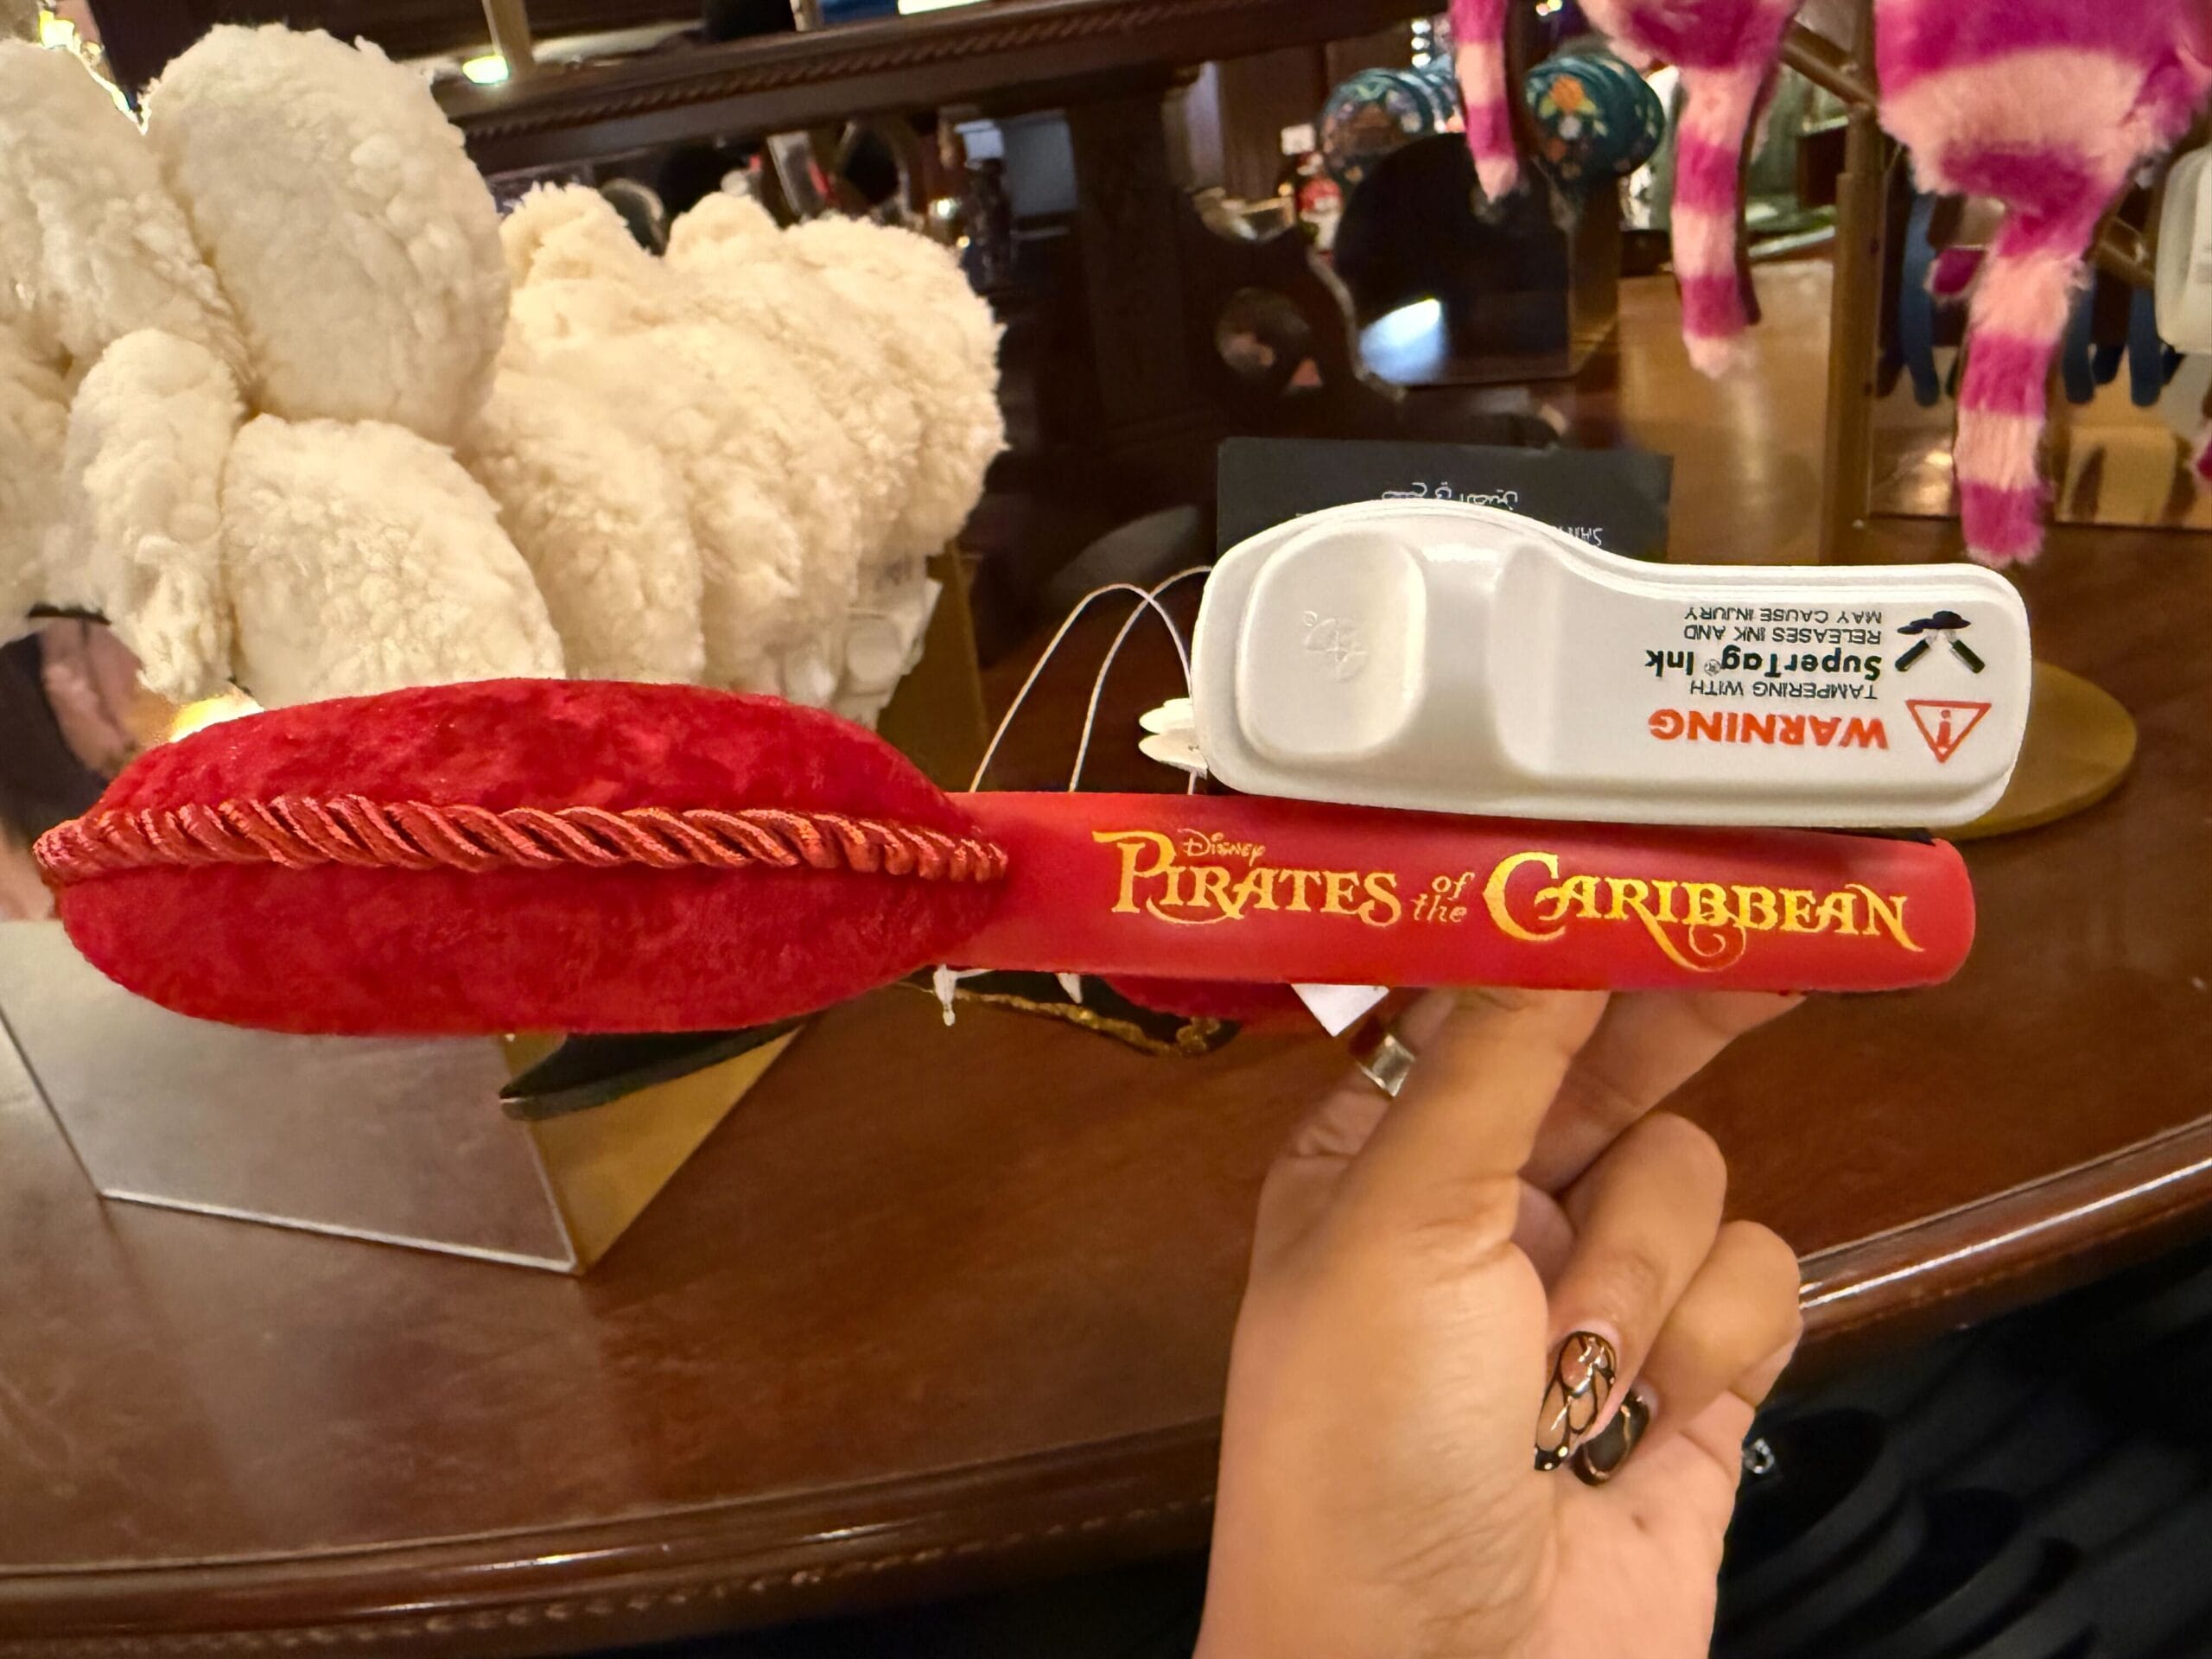 WARNING
TAMPERING WITH
SuperTag® Ink
RELEASES INK AND
MAY CAUSE INJURY
Disney
PIRATES of the CARIBBEAN